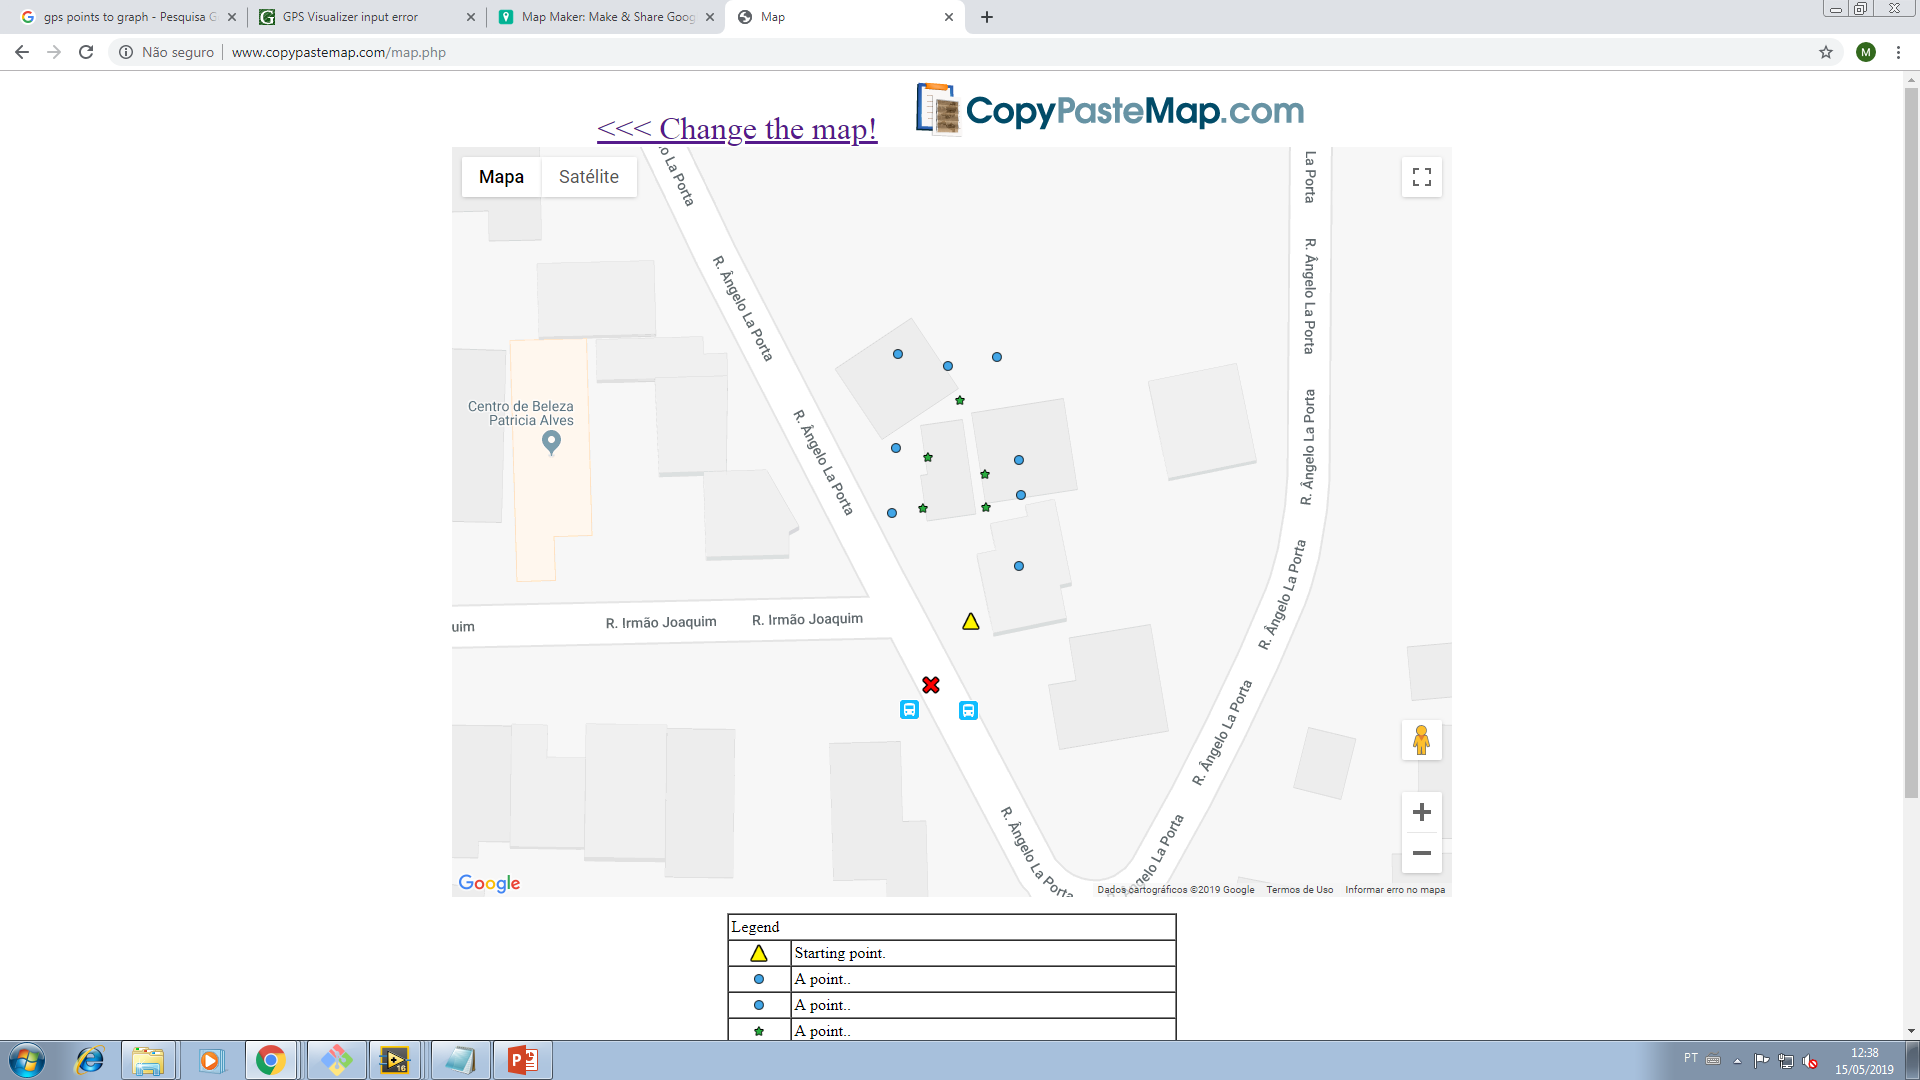 gps points to graph - Pesquisa G
GPS Visualizer input error
Map Maker: Make & Share Goog
Map
Não seguro
www.copypastemap.com/map.php
M
<<< Change the map!
CopyPasteMap.com
Mapa
Satélite
o La Porta
La Porta
R. Ângelo La Porta
R. Ângelo La Porta
R. Ângelo La Porta
R. Ângelo La Porta
Centro de Beleza
Patricia Alves
R. Ângelo La Porta
R. Ângelo La Porta
uim
R. Irmão Joaquim
R. Irmão Joaquim
R. Ângelo La Porta
Ângelo La Porta
Google
Dados cartográficos ©2019 Google
Termos de Uso
Informar erro no mapa
Legend
Starting point.
A point..
A point..
A point..
16
PT
12:38
15/05/2019